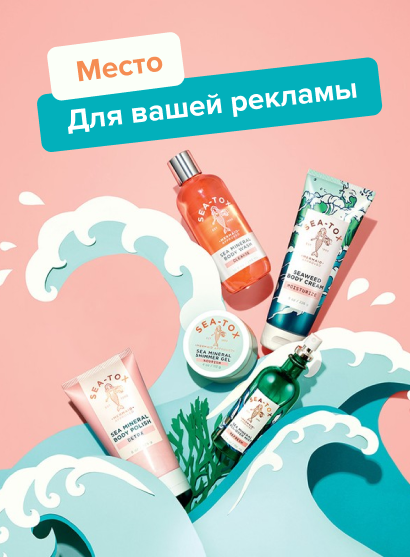 Место
Для вашей рекламы
SEA-TOX
SEA MINERAL
BODY WASH
CLEANSE
SEA-TOX
SEAWEED
BODY CREAM
MOISTURIZE
SEA-TOX
SEA MINERAL
SHIMMER GEL
SEA-TOX
SEA MINERAL
BODY POLISH
DETOX
SEA-TOX